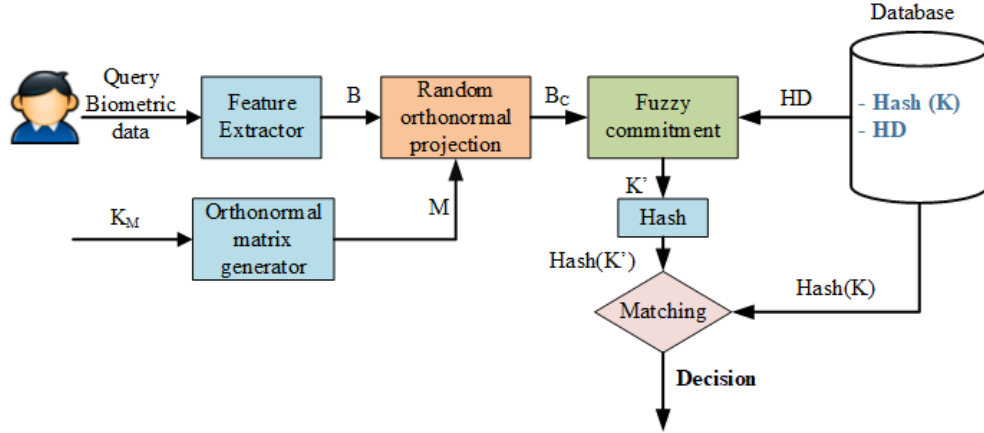 Database
Query
Biometric
data
Feature
Extractor
B
Random
orthonormal
projection
B_C
Fuzzy
commitment
HD
- Hash (K)
- HD
K_M
Orthonormal
matrix
generator
M
K’
Hash
Hash(K’)
Hash(K)
Matching
Decision